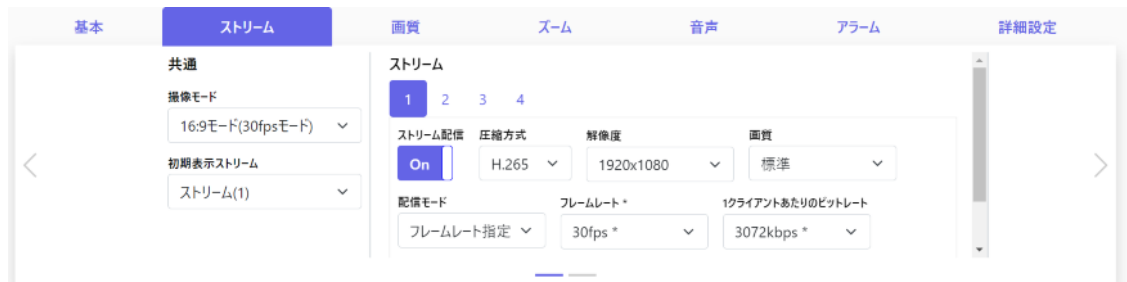 基本 ストリーム 画質 ズーム 音声 アラーム 詳細設定
共通
撮像モード
16:9モード(30fpsモード)
初期表示ストリーム
ストリーム(1)
ストリーム
1 2 3 4
ストリーム配信 圧縮方式 解像度 画質
On H.265 1920x1080 標準
配信モード フレームレート * 1クライアントあたりのビットレート
フレームレート指定 30fps * 3072kbps *